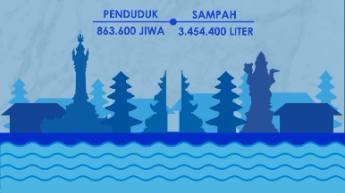 PENDUDUK SAMPAH
863.600 JIWA 3.454.400 LITER